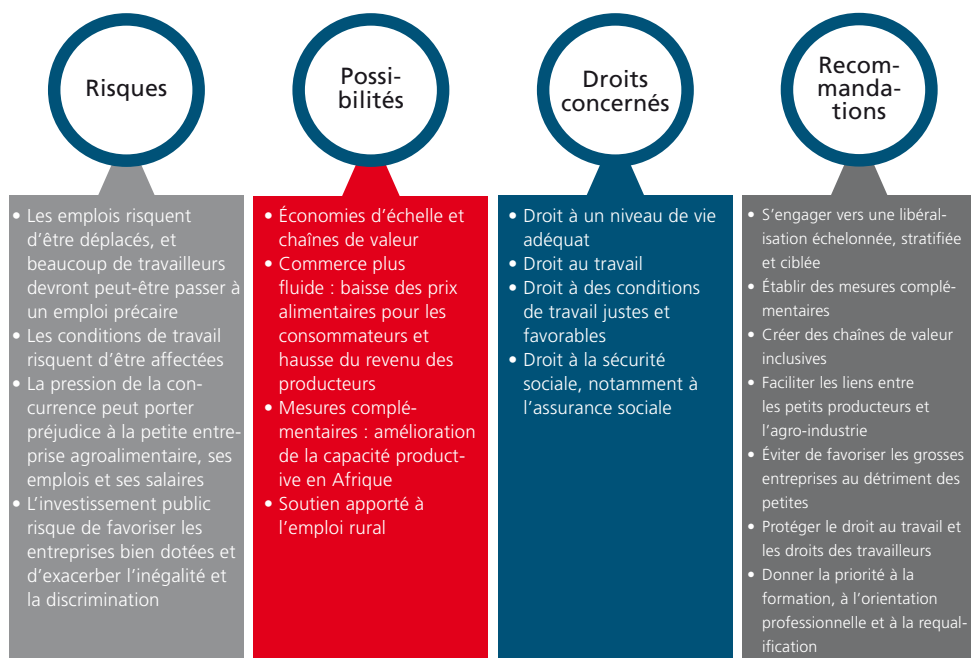 Risques
• Les emplois risquent
d'être déplacés, et
beaucoup de travailleurs
devront peut-être passer à
un emploi précaire
• Les conditions de travail
risquent d'être affectées
• La pression de la con-
currence peut porter
préjudice à la petite entre-
prise agroalimentaire, ses
emplois et ses salaires
• L'investissement public
risque de favoriser les
entreprises bien dotées et
d'exacerber l'inégalité et
la discrimination
Possi-
bilités
• Économies d'échelle et
chaînes de valeur
• Commerce plus
fluide : baisse des prix
alimentaires pour les
consommateurs et
hausse du revenu des
producteurs
• Mesures complé-
mentaires : amélioration
de la capacité product-
ive en Afrique
• Soutien apporté à
l'emploi rural
Droits
concernés
• Droit à un niveau de vie
adéquat
• Droit au travail
• Droit à des conditions
de travail justes et
favorables
• Droit à la sécurité
sociale, notamment à
l'assurance sociale
Recom-
manda-
tions
• S'engager vers une libéral-
isation échelonnée, stratifiée
et ciblée
• Établir des mesures complé-
mentaires
• Créer des chaînes de valeur
inclusives
• Faciliter les liens entre
les petits producteurs et
l'agro-industrie
• Éviter de favoriser les grosses
entreprises au détriment des
petites
• Protéger le droit au travail et
les droits des travailleurs
• Donner la priorité à la
formation, à l'orientation
professionnelle et à la requal-
ification